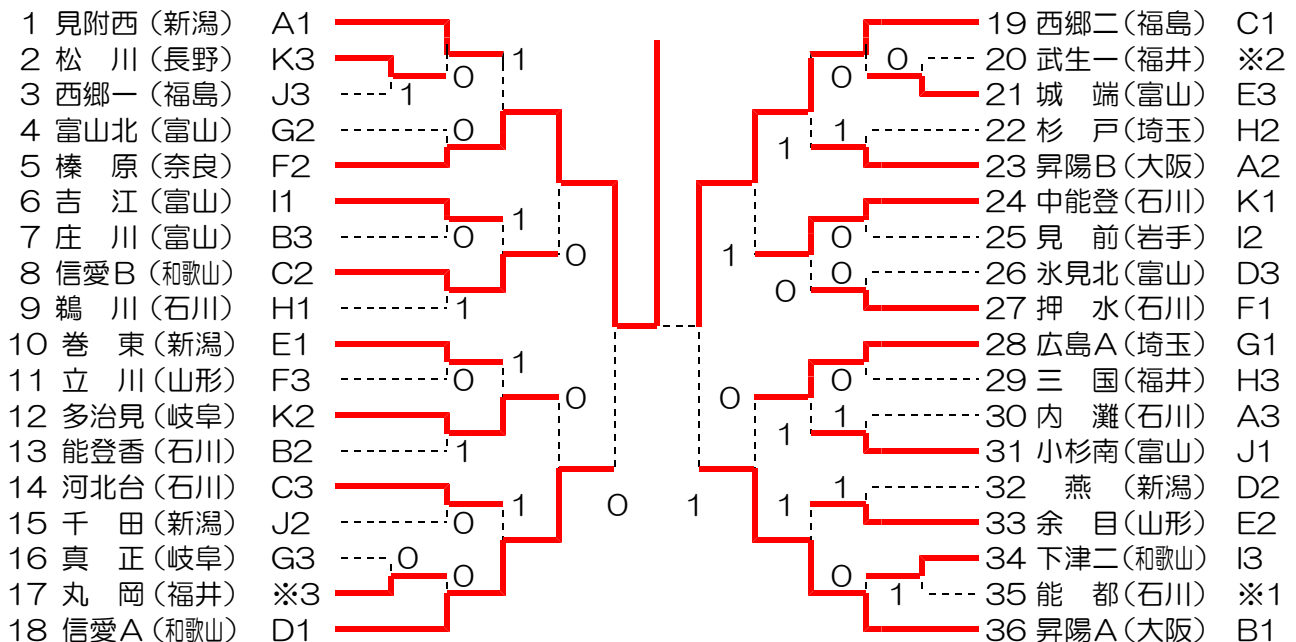 1 見附西（新潟） A1
2 松　川（長野） K3
3 西郷一（福島） J3
4 富山北（富山） G2
5 榛　原（奈良） F2
6 吉　江（富山） I1
7 庄　川（富山） B3
8 信愛B（和歌山） C2
9 鵜　川（石川） H1
10 巻　東（新潟） E1
11 立　川（山形） F3
12 多治見（岐阜） K2
13 能登香（石川） B2
14 河北台（石川） C3
15 千　田（新潟） J2
16 真　正（岐阜） G3
17 丸　岡（福井） ※3
18 信愛A（和歌山） D1
1
0
1
0
1
0
0
1
1
0
0
1
1
0
0
0
0
19 西郷二（福島） C1
20 武生一（福井） ※2
21 城　端（富山） E3
22 杉　戸（埼玉） H2
23 昇陽B（大阪） A2
24 中能登（石川） K1
25 見　前（岩手） I2
26 氷見北（富山） D3
27 押　水（石川） F1
28 広島A（埼玉） G1
29 三　国（福井） H3
30 内　灘（石川） A3
31 小杉南（富山） J1
32 燕　（新潟） D2
33 余　目（山形） E2
34 下津二（和歌山） I3
35 能　都（石川） ※1
36 昇陽A（大阪） B1
0
0
1
1
0
1
0
0
0
0
1
1
1
1
1
0
1